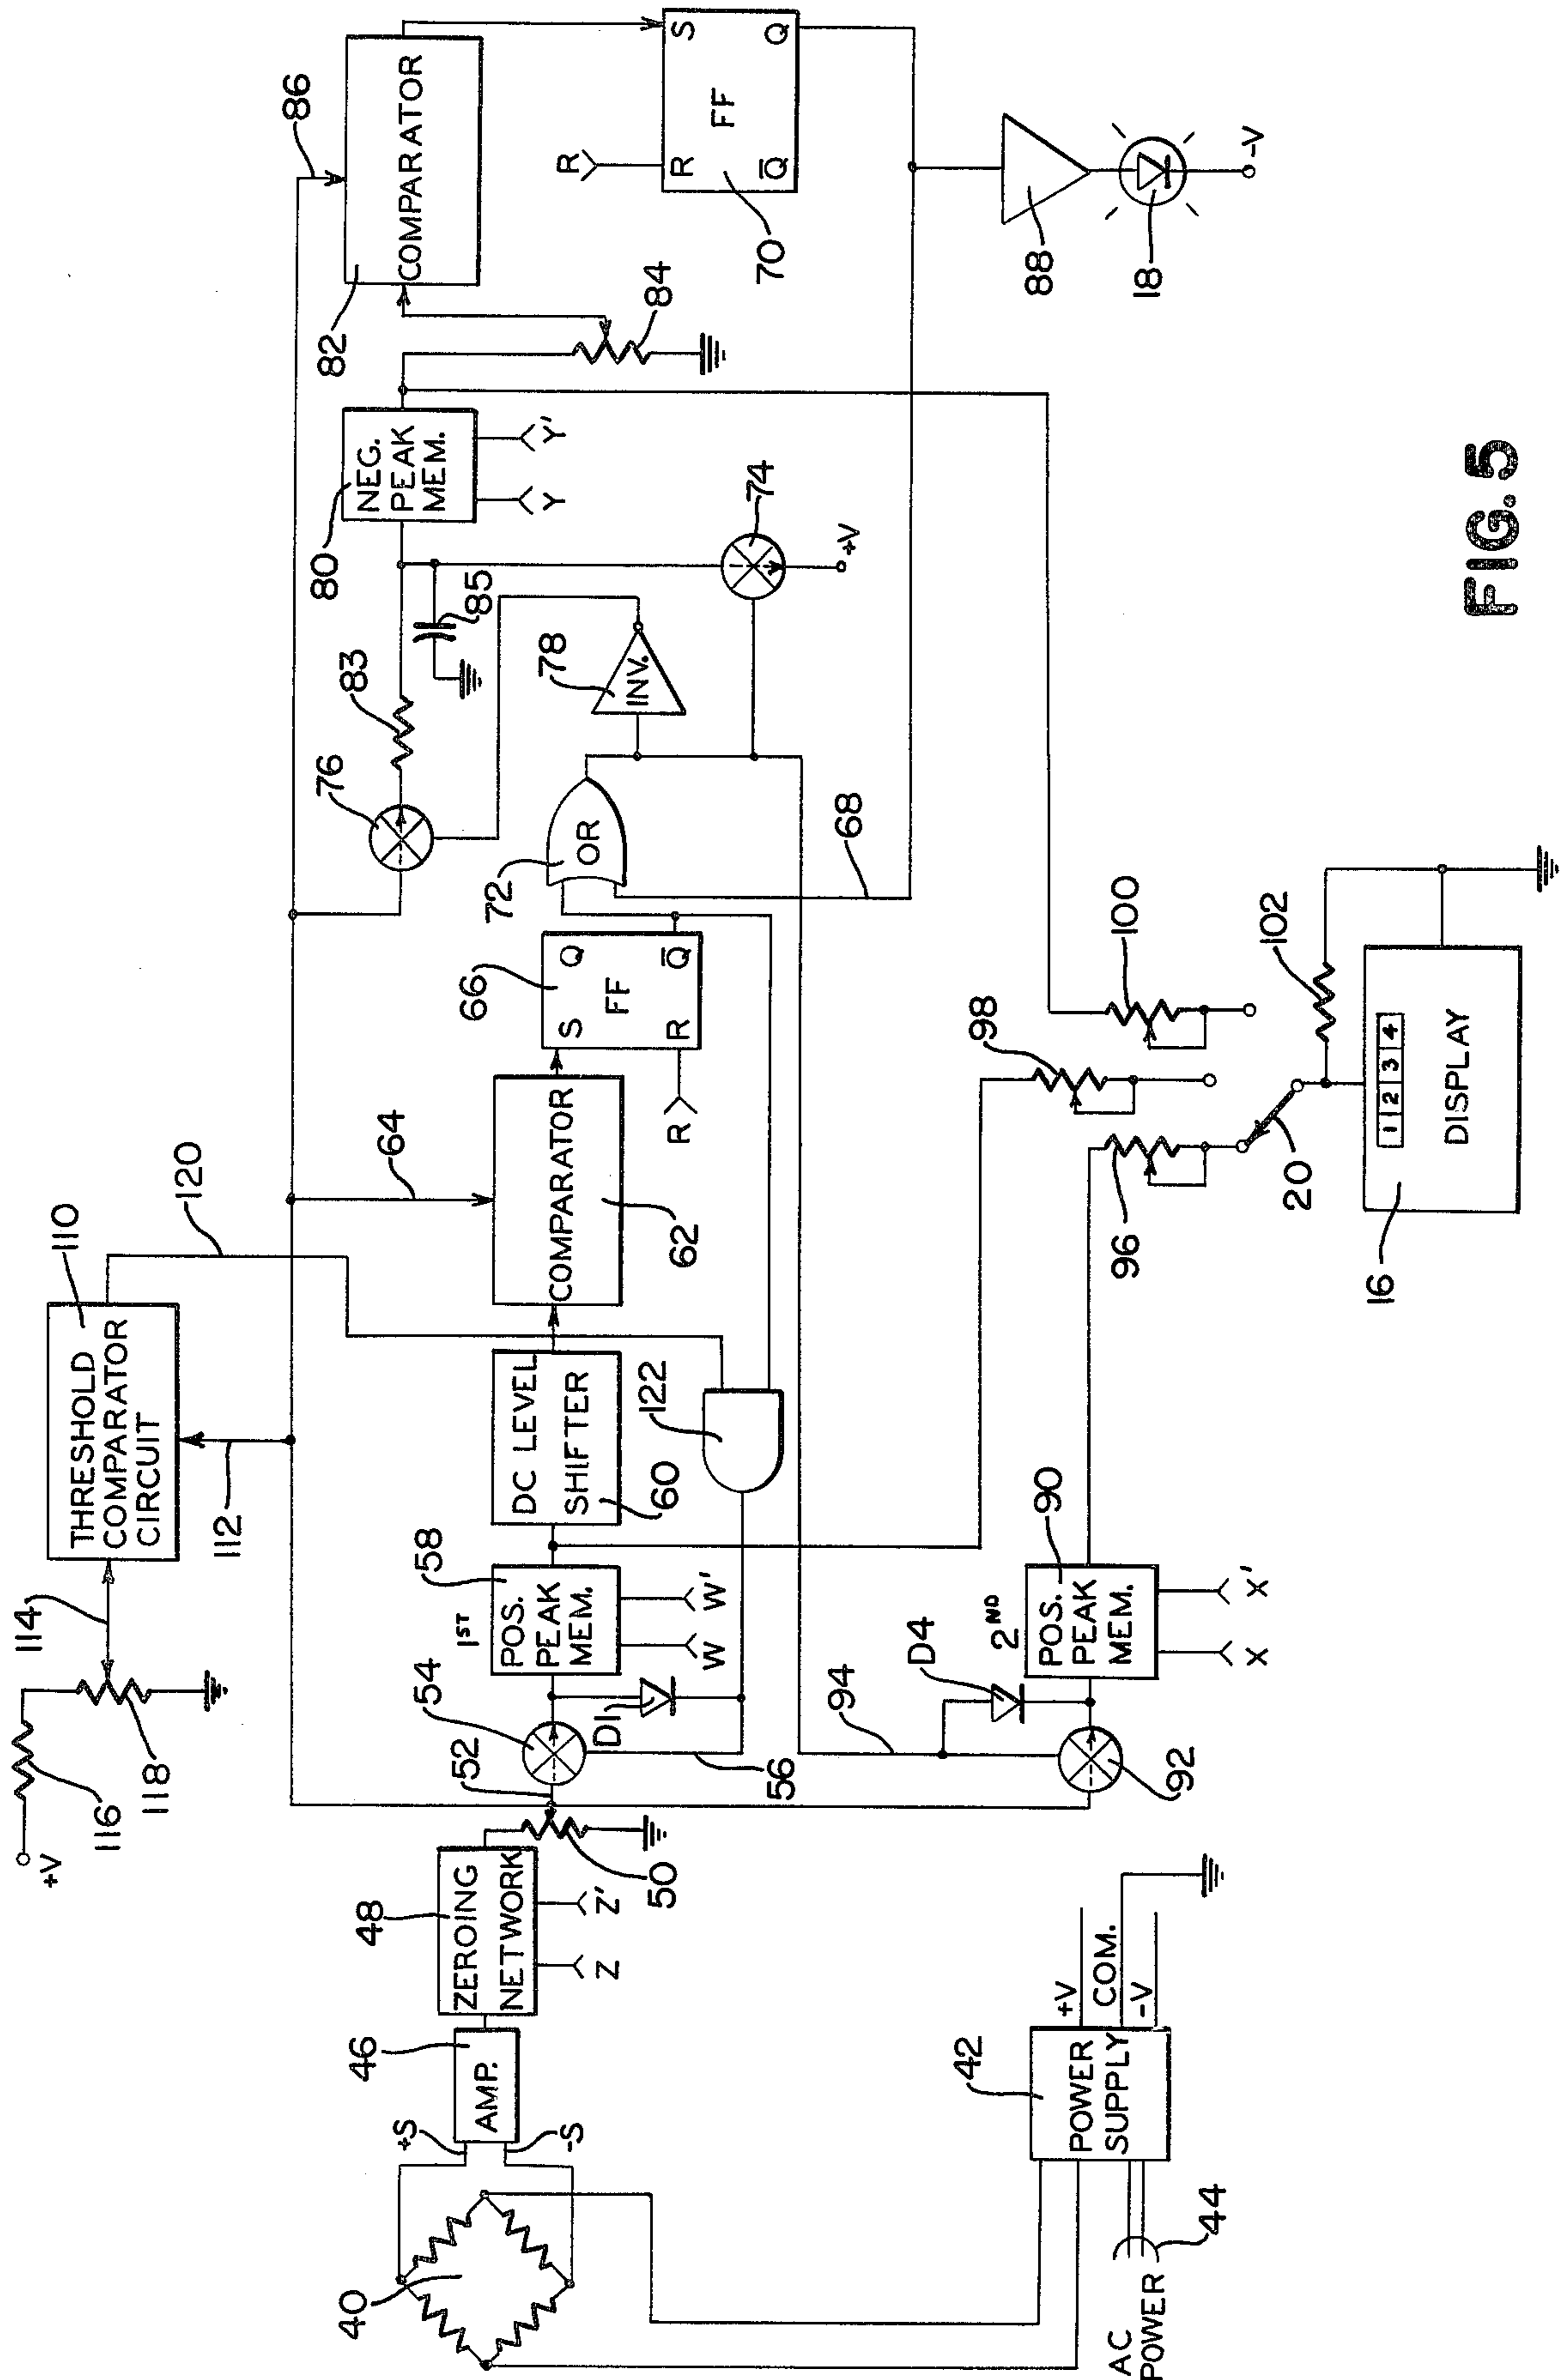 +V
116
118
114
THRESHOLD
COMPARATOR
CIRCUIT
110
112
120
40
+S
-S
46
AMP.
48
ZEROING
NETWORK
Z
Z'
50
52
54
D1
56
1ST
POS.
PEAK
MEM.
58
W
W'
DC LEVEL
SHIFTER
60
122
COMPARATOR
62
64
66
S
Q
FF
R
Q̅
R
72
OR
68
76
83
78
INV.
85
74
+V
80
NEG.
PEAK
MEM.
Y
Y'
82
84
COMPARATOR
86
R
S
R
FF
Q
Q̅
70
88
18
-V
AC
POWER
44
42
POWER
SUPPLY
+V
COM.
-V
92
94
D4
2ND
POS.
PEAK
MEM.
90
X
X'
96
98
100
20
102
16
1 2 3 4
DISPLAY
FIG.5